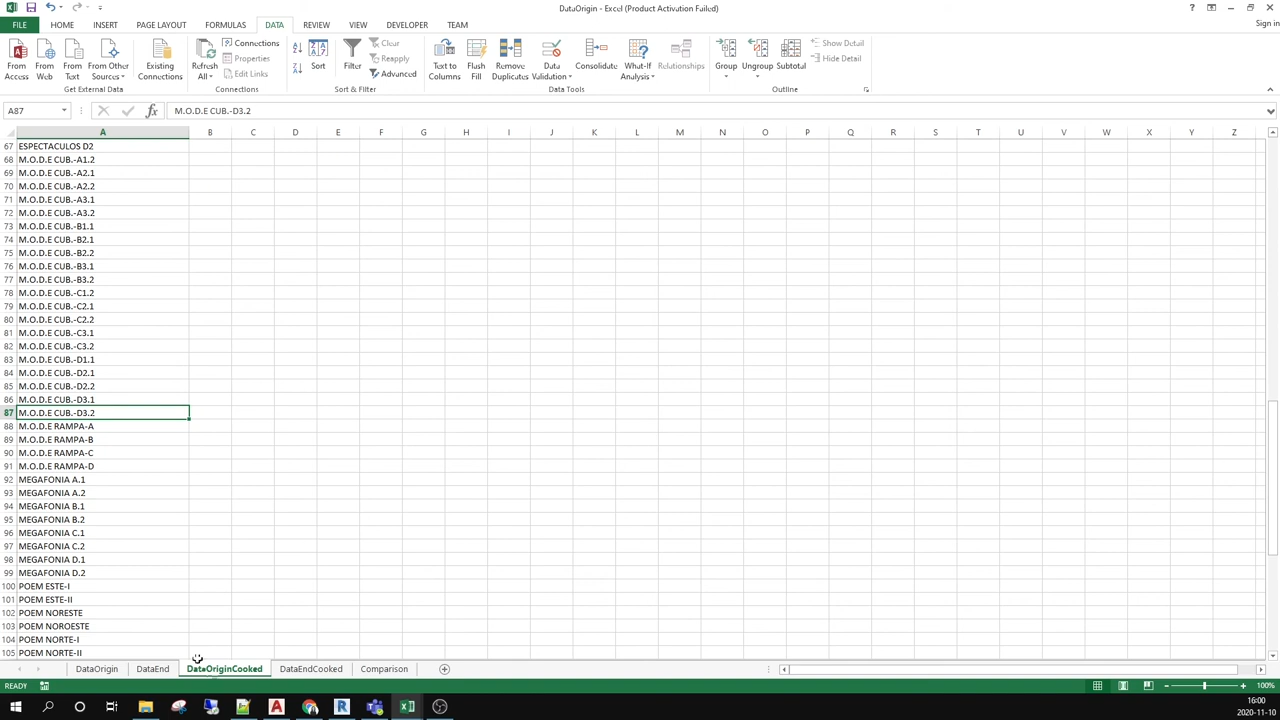 DataOrigin - Excel (Product Activation Failed)
?
Sign in
FILE HOME INSERT PAGE LAYOUT FORMULAS DATA REVIEW VIEW DEVELOPER TEAM
From Access
From Web
From Text
From Other Sources
Existing Connections
Refresh All
Connections
Properties
Edit Links
Sort
Filter
Clear
Reapply
Advanced
Text to Columns
Flash Fill
Remove Duplicates
Data Validation
Consolidate
What-If Analysis
Relationships
Group
Ungroup
Subtotal
Show Detail
Hide Detail
Get External Data
Connections
Sort & Filter
Data Tools
Outline
A87
fx
M.O.D.E CUB.-D3.2
A B C D E F G H I J K L M N O P Q R S T U V W X Y Z
67 ESPECTACULOS D2
68 M.O.D.E CUB.-A1.2
69 M.O.D.E CUB.-A2.1
70 M.O.D.E CUB.-A2.2
71 M.O.D.E CUB.-A3.1
72 M.O.D.E CUB.-A3.2
73 M.O.D.E CUB.-B1.1
74 M.O.D.E CUB.-B2.1
75 M.O.D.E CUB.-B2.2
76 M.O.D.E CUB.-B3.1
77 M.O.D.E CUB.-B3.2
78 M.O.D.E CUB.-C1.2
79 M.O.D.E CUB.-C2.1
80 M.O.D.E CUB.-C2.2
81 M.O.D.E CUB.-C3.1
82 M.O.D.E CUB.-C3.2
83 M.O.D.E CUB.-D1.1
84 M.O.D.E CUB.-D2.1
85 M.O.D.E CUB.-D2.2
86 M.O.D.E CUB.-D3.1
87 M.O.D.E CUB.-D3.2
88 M.O.D.E RAMPA-A
89 M.O.D.E RAMPA-B
90 M.O.D.E RAMPA-C
91 M.O.D.E RAMPA-D
92 MEGAFONIA A.1
93 MEGAFONIA A.2
94 MEGAFONIA B.1
95 MEGAFONIA B.2
96 MEGAFONIA C.1
97 MEGAFONIA C.2
98 MEGAFONIA D.1
99 MEGAFONIA D.2
100 POEM ESTE-I
101 POEM ESTE-II
102 POEM NORESTE
103 POEM NOROESTE
104 POEM NORTE-I
105 POEM NORTE-II
DataOrigin DataEnd DataOriginCooked DataEndCooked Comparison
READY
100%
16:00
2020-11-10